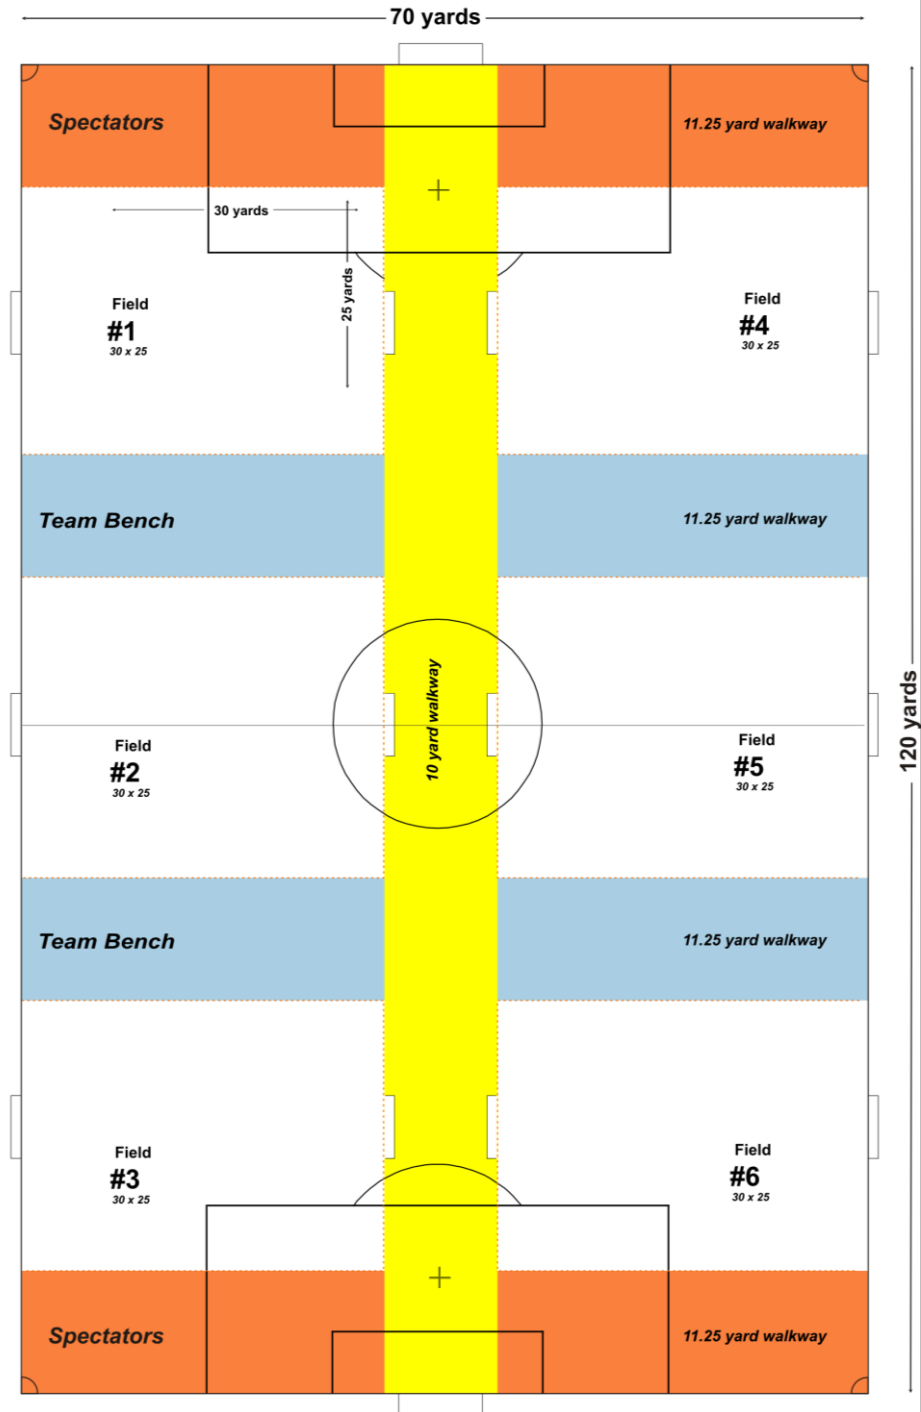 70 yards
Spectators
11.25 yard walkway
30 yards
25 yards
Field
#1
30 x 25
Field
#4
30 x 25
Team Bench
11.25 yard walkway
10 yard walkway
120 yards
Field
#2
30 x 25
Field
#5
30 x 25
Team Bench
11.25 yard walkway
Field
#3
30 x 25
Field
#6
30 x 25
Spectators
11.25 yard walkway